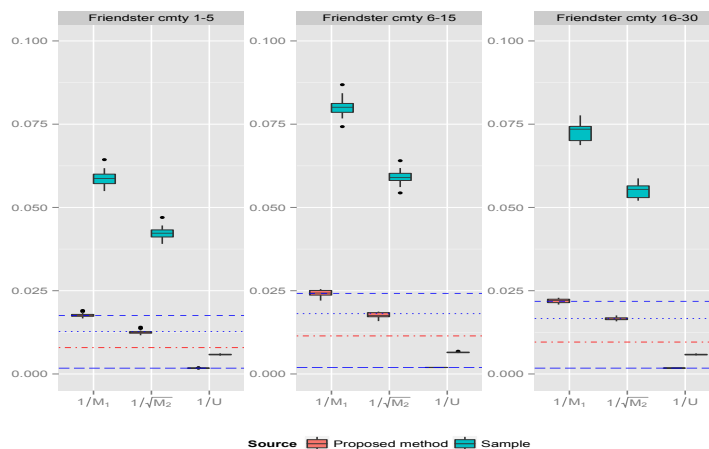 Friendster cmty 1-5 Friendster cmty 6-15 Friendster cmty 16-30
0.100 0.100 0.100
0.075 0.075 0.075
0.050 0.050 0.050
0.025 0.025 0.025
0.000 0.000 0.000
1/M₁ 1/√M₂ 1/U 1/M₁ 1/√M₂ 1/U 1/M₁ 1/√M₂ 1/U
Source Proposed method Sample